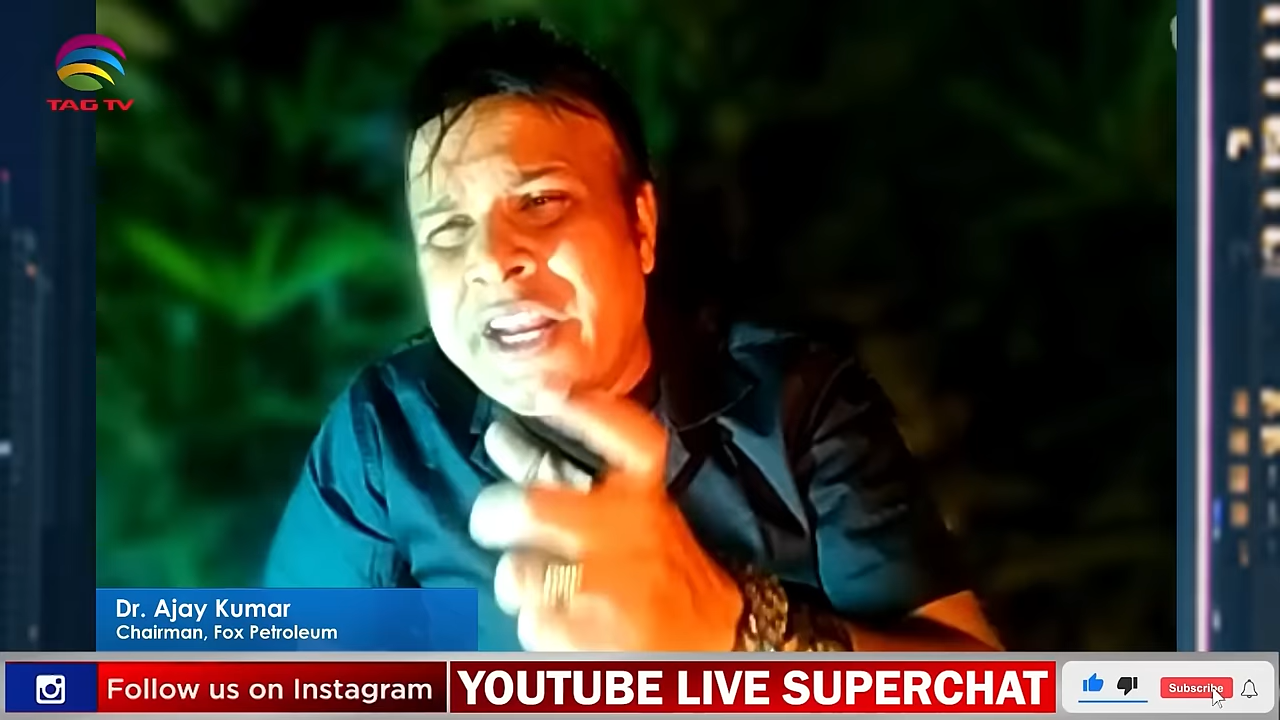 TAG TV
Dr. Ajay Kumar
Chairman, Fox Petroleum
Follow us on Instagram
YOUTUBE LIVE SUPERCHAT
Subscribe